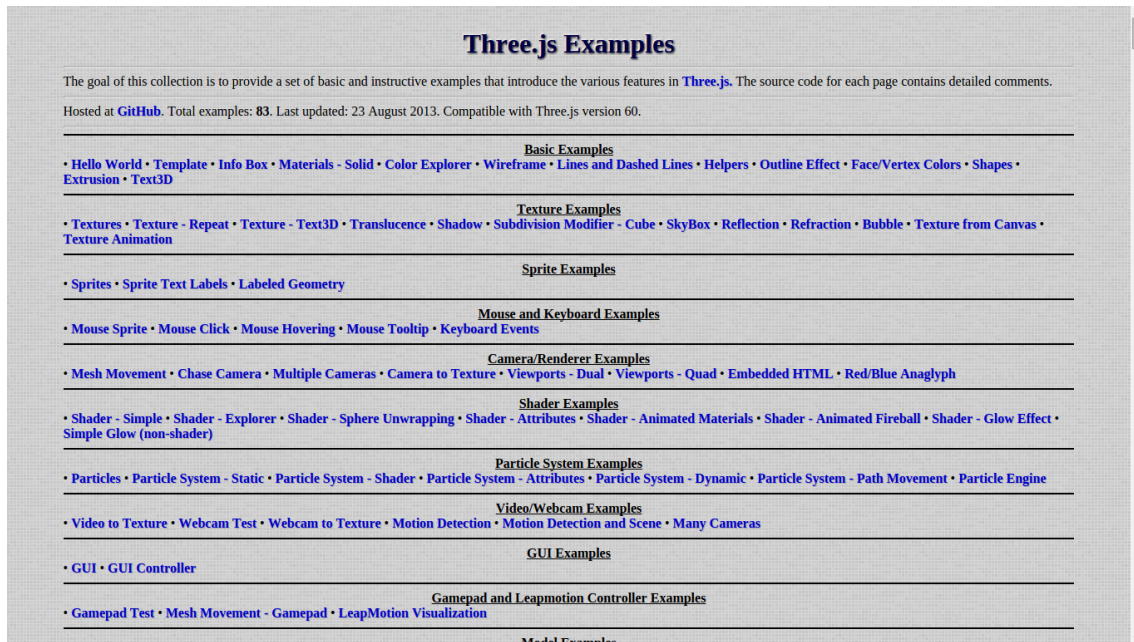 Three.js Examples
The goal of this collection is to provide a set of basic and instructive examples that introduce the various features in Three.js. The source code for each page contains detailed comments.
Hosted at GitHub. Total examples: 83. Last updated: 23 August 2013. Compatible with Three.js version 60.
Basic Examples
• Hello World • Template • Info Box • Materials - Solid • Color Explorer • Wireframe • Lines and Dashed Lines • Helpers • Outline Effect • Face/Vertex Colors • Shapes •
Extrusion • Text3D
Texture Examples
• Textures • Texture - Repeat • Texture - Text3D • Translucence • Shadow • Subdivision Modifier - Cube • SkyBox • Reflection • Refraction • Bubble • Texture from Canvas •
Texture Animation
Sprite Examples
• Sprites • Sprite Text Labels • Labeled Geometry
Mouse and Keyboard Examples
• Mouse Sprite • Mouse Click • Mouse Hovering • Mouse Tooltip • Keyboard Events
Camera/Renderer Examples
• Mesh Movement • Chase Camera • Multiple Cameras • Camera to Texture • Viewports - Dual • Viewports - Quad • Embedded HTML • Red/Blue Anaglyph
Shader Examples
• Shader - Simple • Shader - Explorer • Shader - Sphere Unwrapping • Shader - Attributes • Shader - Animated Materials • Shader - Animated Fireball • Shader - Glow Effect •
Simple Glow (non-shader)
Particle System Examples
• Particles • Particle System - Static • Particle System - Shader • Particle System - Attributes • Particle System - Dynamic • Particle System - Path Movement • Particle Engine
Video/Webcam Examples
• Video to Texture • Webcam Test • Webcam to Texture • Motion Detection • Motion Detection and Scene • Many Cameras
GUI Examples
• GUI • GUI Controller
Gamepad and Leapmotion Controller Examples
• Gamepad Test • Mesh Movement - Gamepad • LeapMotion Visualization
Model Examples